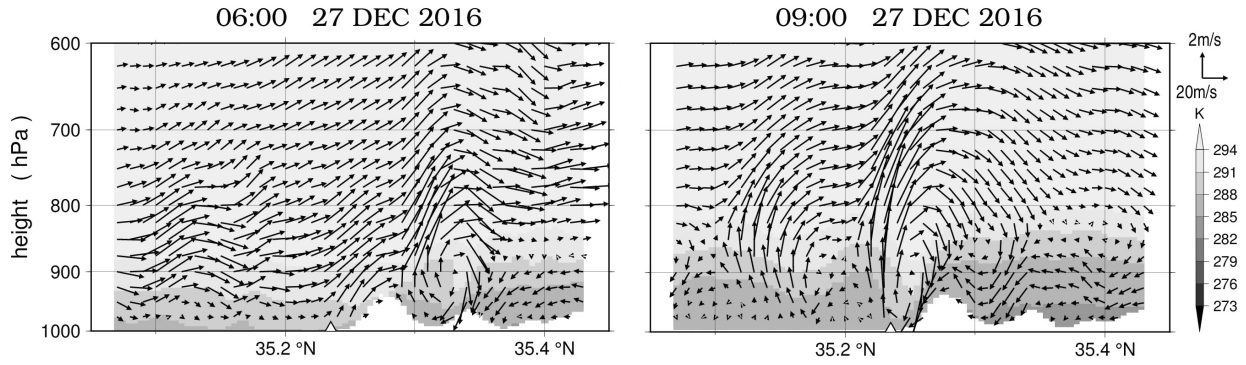 06:00 27 DEC 2016
09:00 27 DEC 2016
height ( hPa )
600
700
800
900
1000
35.2 °N
35.4 °N
35.2 °N
35.4 °N
2m/s
20m/s
K
294
291
288
285
282
279
276
273